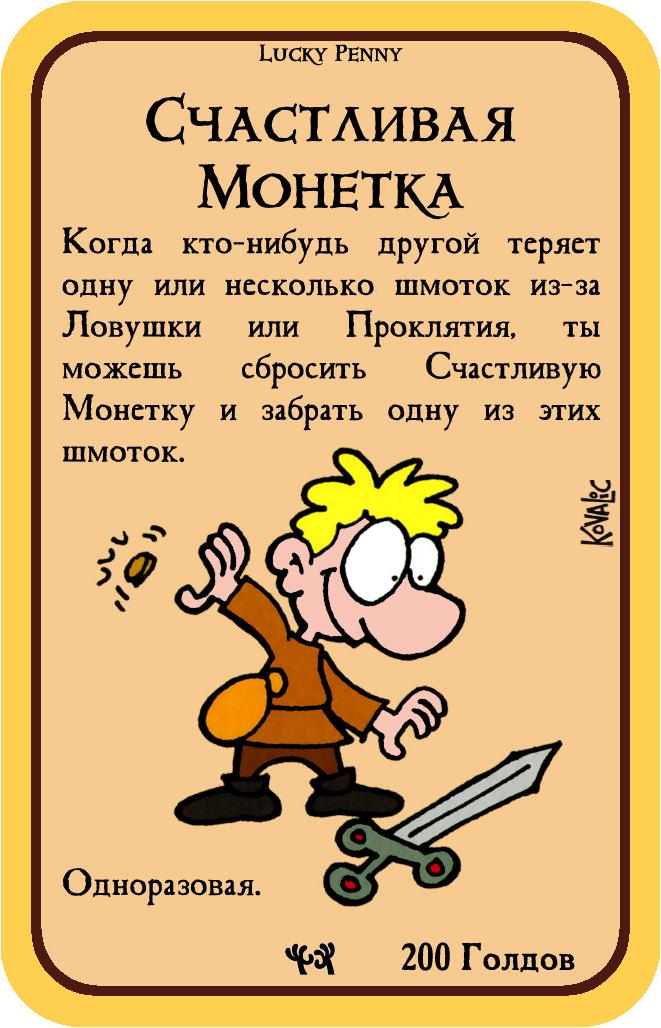 Lucky Penny
Счастливая
Монетка
Когда кто-нибудь другой теряет
одну или несколько шмоток из-за
Ловушки или Проклятия, ты
можешь сбросить Счастливую
Монетку и забрать одну из этих
шмоток.
Kovalic
Одноразовая.
200 Голдов